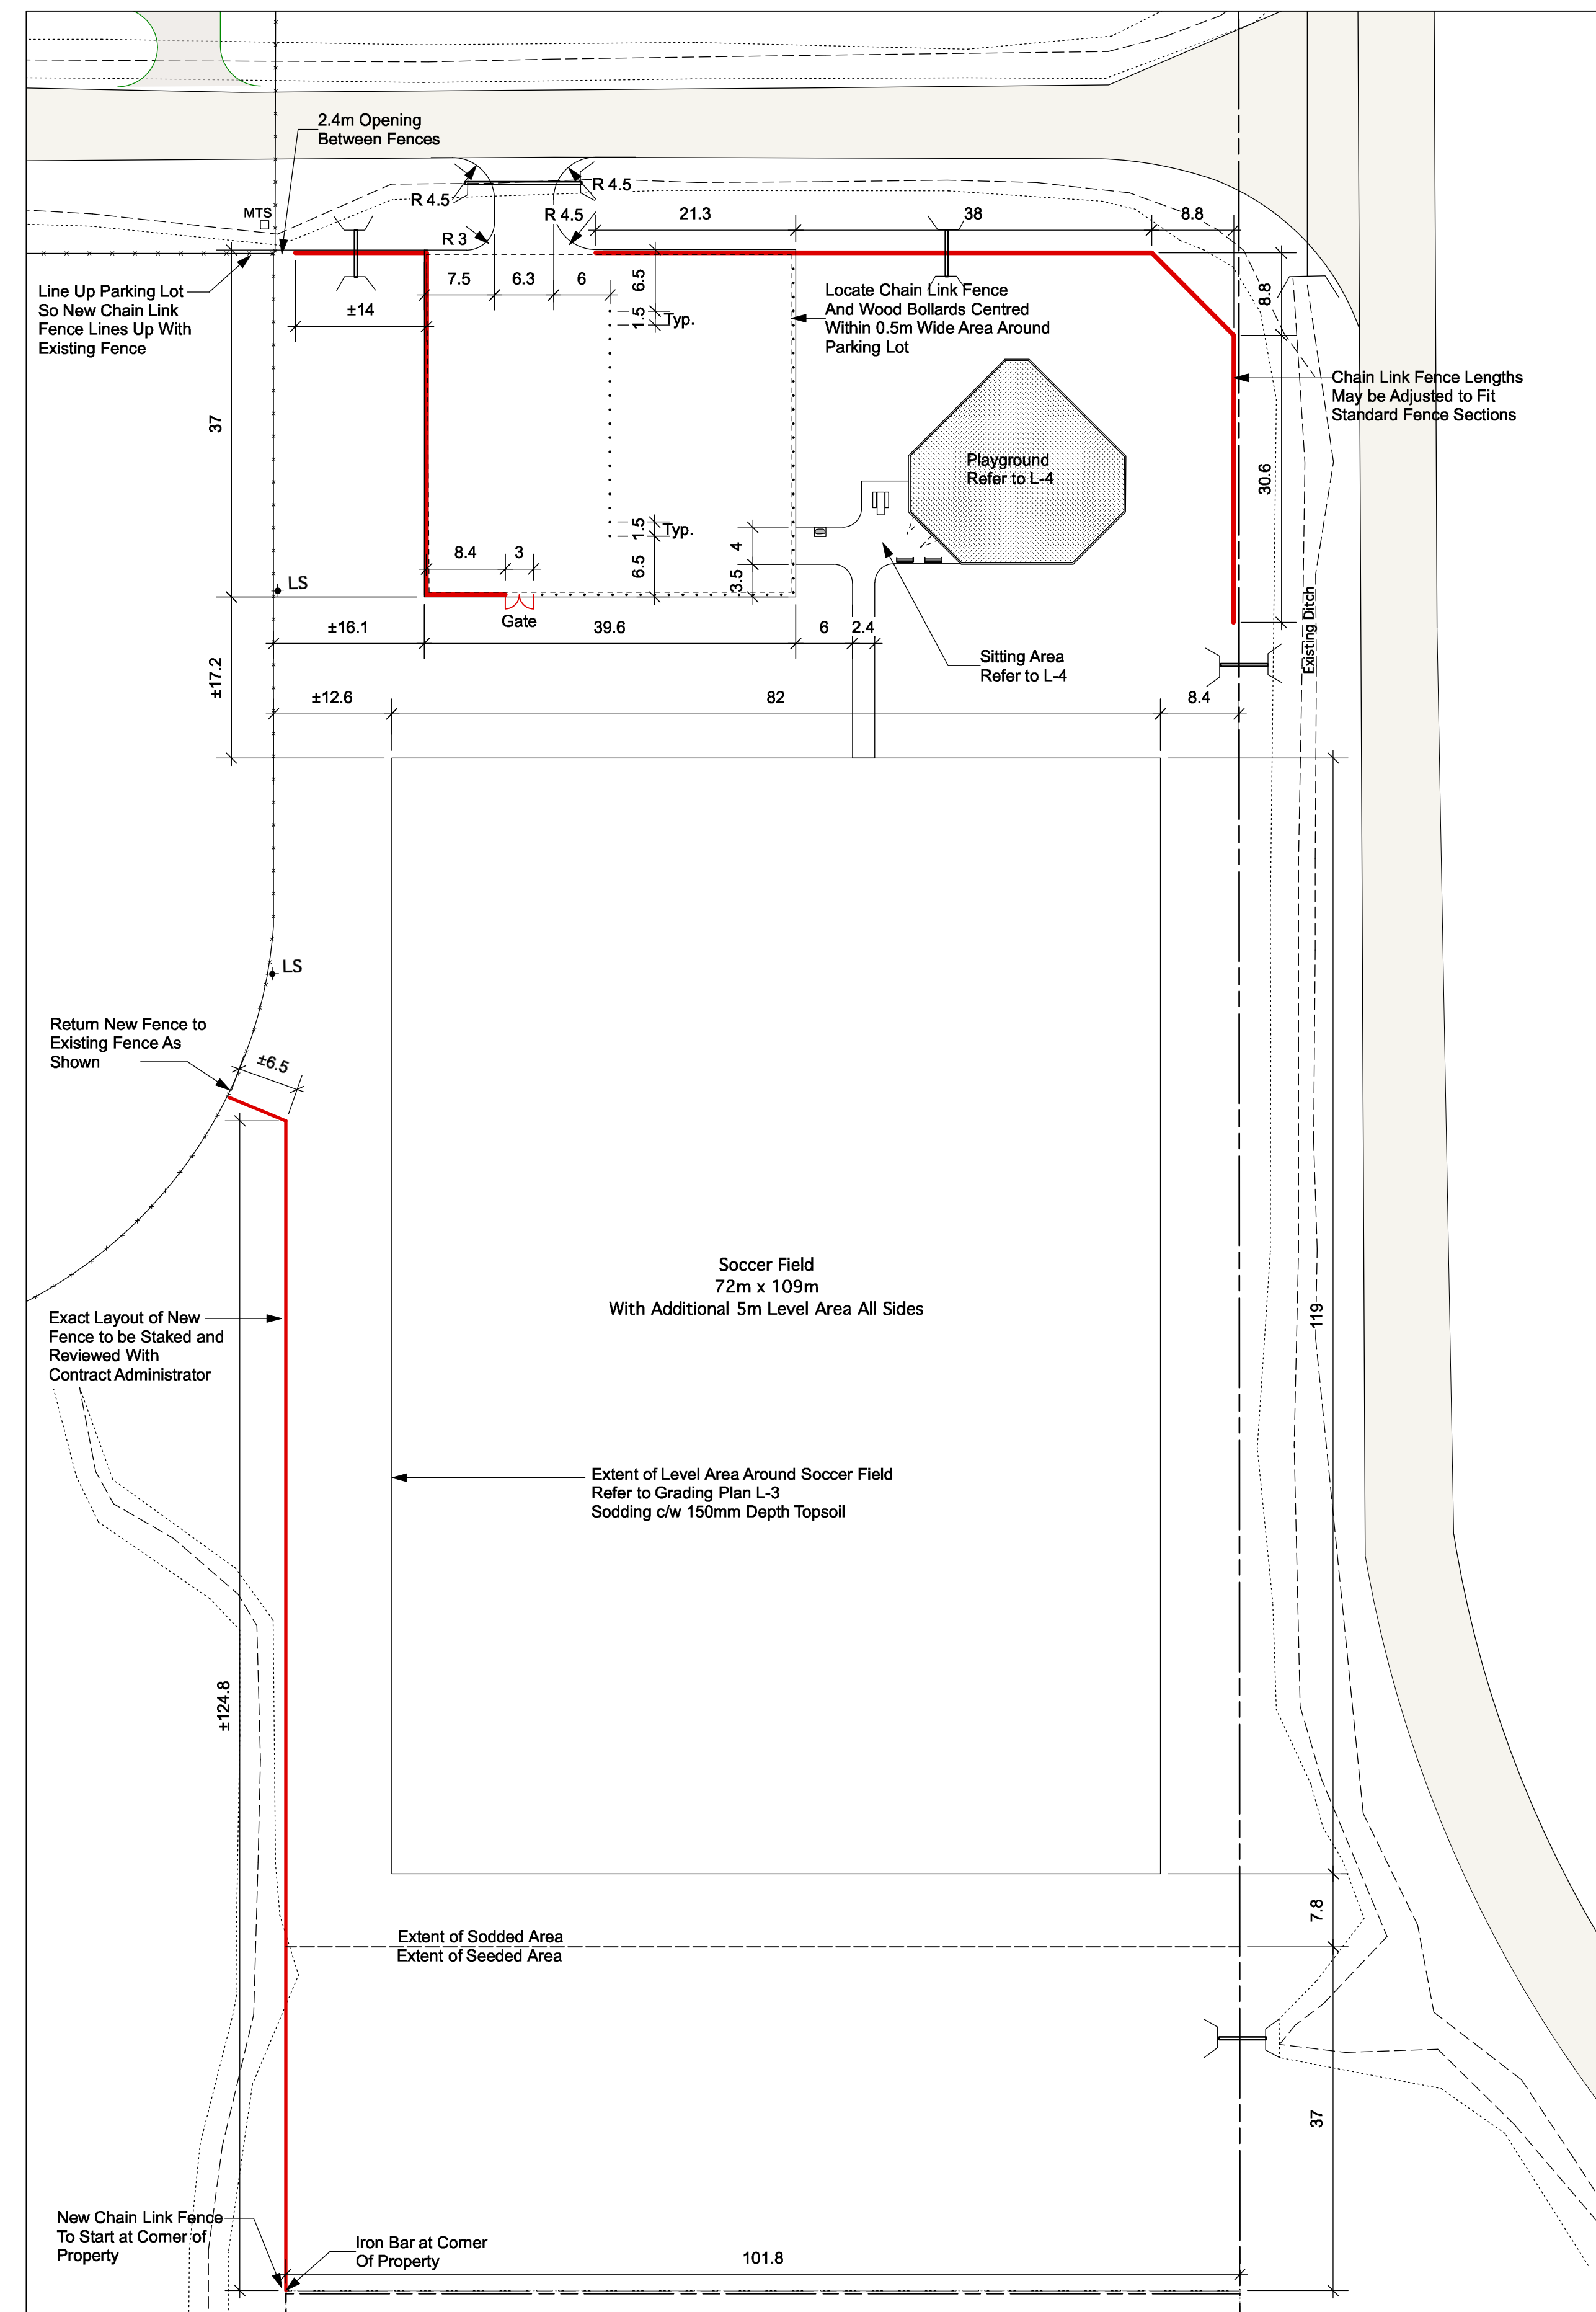 2.4m Opening
Between Fences
MTS
R 4.5
R 4.5
R 4.5
R 3
21.3
38
8.8
Line Up Parking Lot
So New Chain Link
Fence Lines Up With
Existing Fence
±14
7.5
6.3
6
6.5
1.5
Typ.
Locate Chain Link Fence
And Wood Bollards Centred
Within 0.5m Wide Area Around
Parking Lot
8.8
Chain Link Fence Lengths
May be Adjusted to Fit
Standard Fence Sections
37
Playground
Refer to L-4
30.6
1.5
Typ.
6.5
4
3.5
8.4
3
LS
Gate
±16.1
39.6
6
2.4
Sitting Area
Refer to L-4
Existing Ditch
±17.2
±12.6
82
8.4
LS
Return New Fence to
Existing Fence As
Shown
±6.5
Soccer Field
72m x 109m
With Additional 5m Level Area All Sides
119
Exact Layout of New
Fence to be Staked and
Reviewed With
Contract Administrator
Extent of Level Area Around Soccer Field
Refer to Grading Plan L-3
Sodding c/w 150mm Depth Topsoil
±124.8
7.8
Extent of Sodded Area
Extent of Seeded Area
37
New Chain Link Fence
To Start at Corner of
Property
Iron Bar at Corner
Of Property
101.8